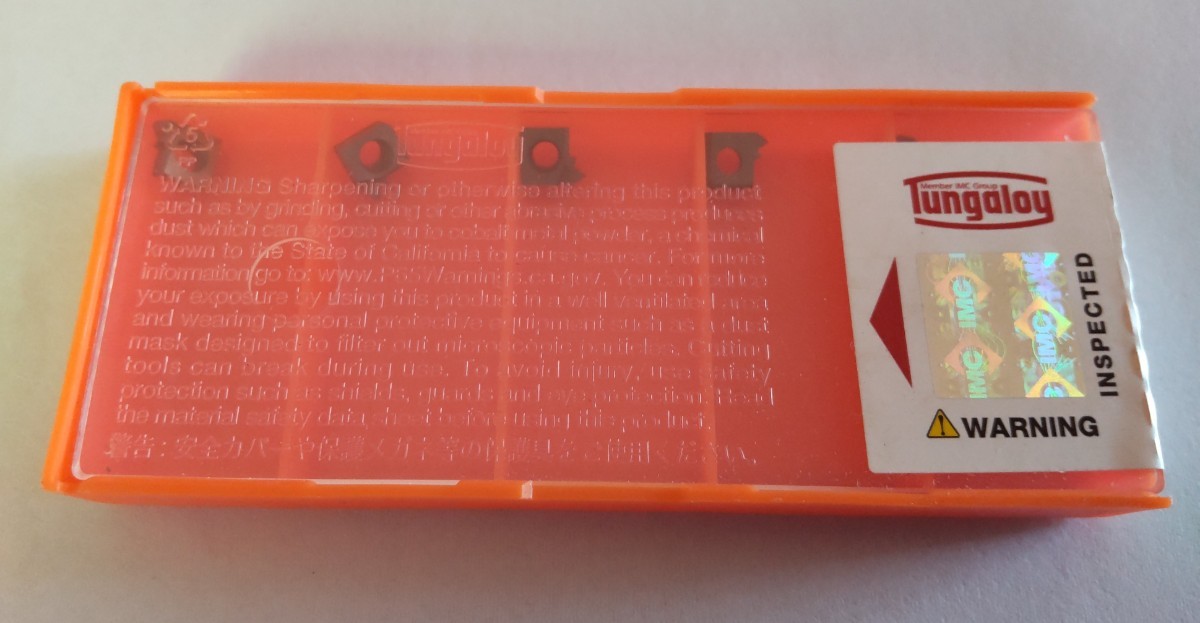 Tungaloy
WARNING Sharpening or otherwise altering this product
such as by grinding, cutting or other abrasive process produces
dust which can expose you to cobalt metal powder, a chemical
known to the State of California to cause cancer. For more
information go to: www.P65Warnings.ca.gov. You can reduce
your exposure by using this product in a well ventilated area
and wearing personal protective equipment such as a dust
mask designed to filter out microscopic particles. Cutting
tools can break during use. To avoid injury, use safety
protection such as shields, guards and eye protection. Read
the material safety data sheet before using this product.
警告:安全カバーや保護メガネ等の保護具をご使用ください。
Member IMC Group
Tungaloy
IMC
IMC
IMC
IMC
INSPECTED
WARNING